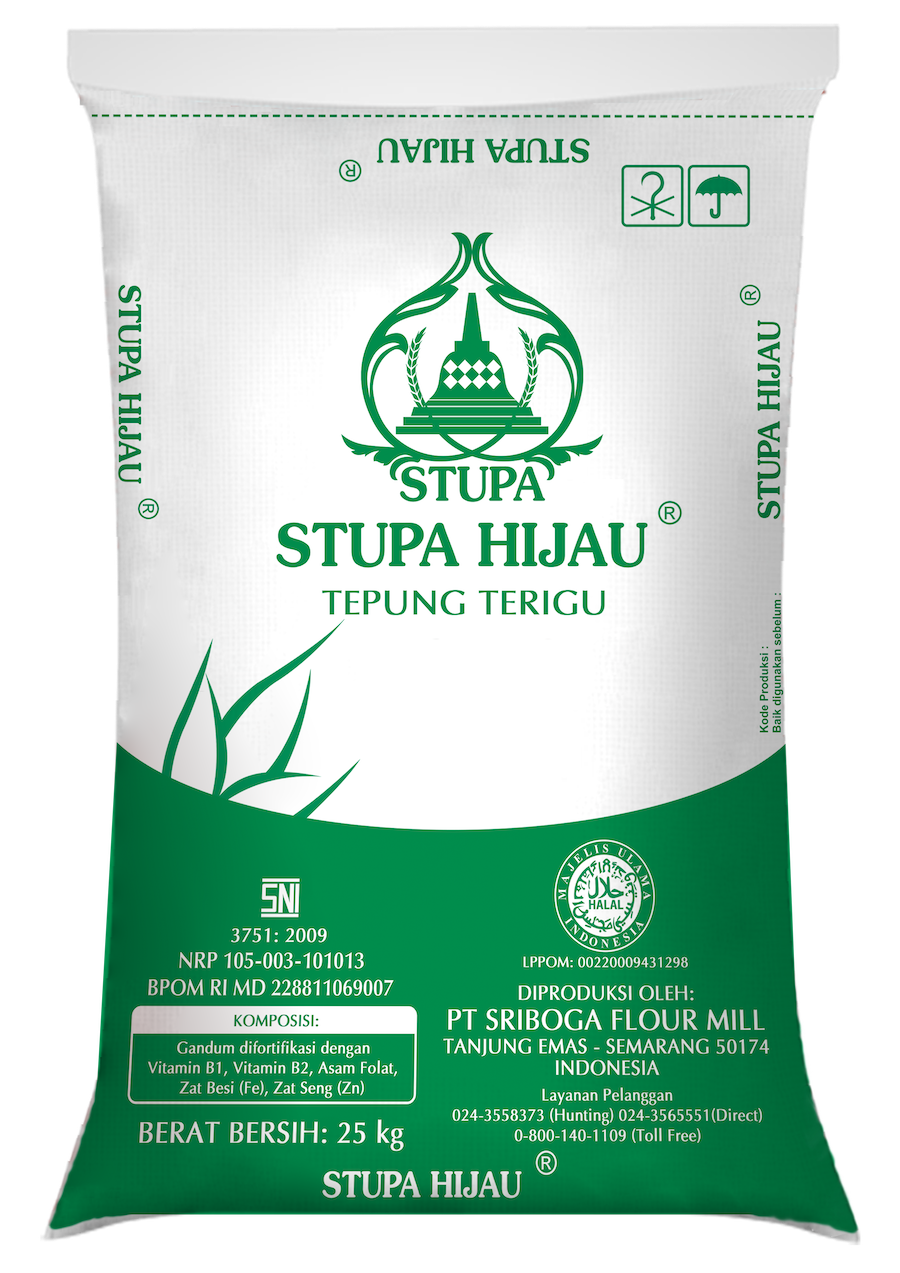 STUPA HIJAU
®
STUPA HIJAU
®
STUPA HIJAU
®
STUPA
STUPA HIJAU ®
TEPUNG TERIGU
Kode Produksi :
Baik digunakan sebelum :
SNI
3751: 2009
NRP 105-003-101013
BPOM RI MD 228811069007
KOMPOSISI:
Gandum difortifikasi dengan
Vitamin B1, Vitamin B2, Asam Folat,
Zat Besi (Fe), Zat Seng (Zn)
BERAT BERSIH: 25 kg
MAJELIS ULAMA
حلال
HALAL
INDONESIA
LPPOM: 00220009431298
DIPRODUKSI OLEH:
PT SRIBOGA FLOUR MILL
TANJUNG EMAS - SEMARANG 50174
INDONESIA
Layanan Pelanggan
024-3558373 (Hunting) 024-3565551(Direct)
0-800-140-1109 (Toll Free)
STUPA HIJAU ®